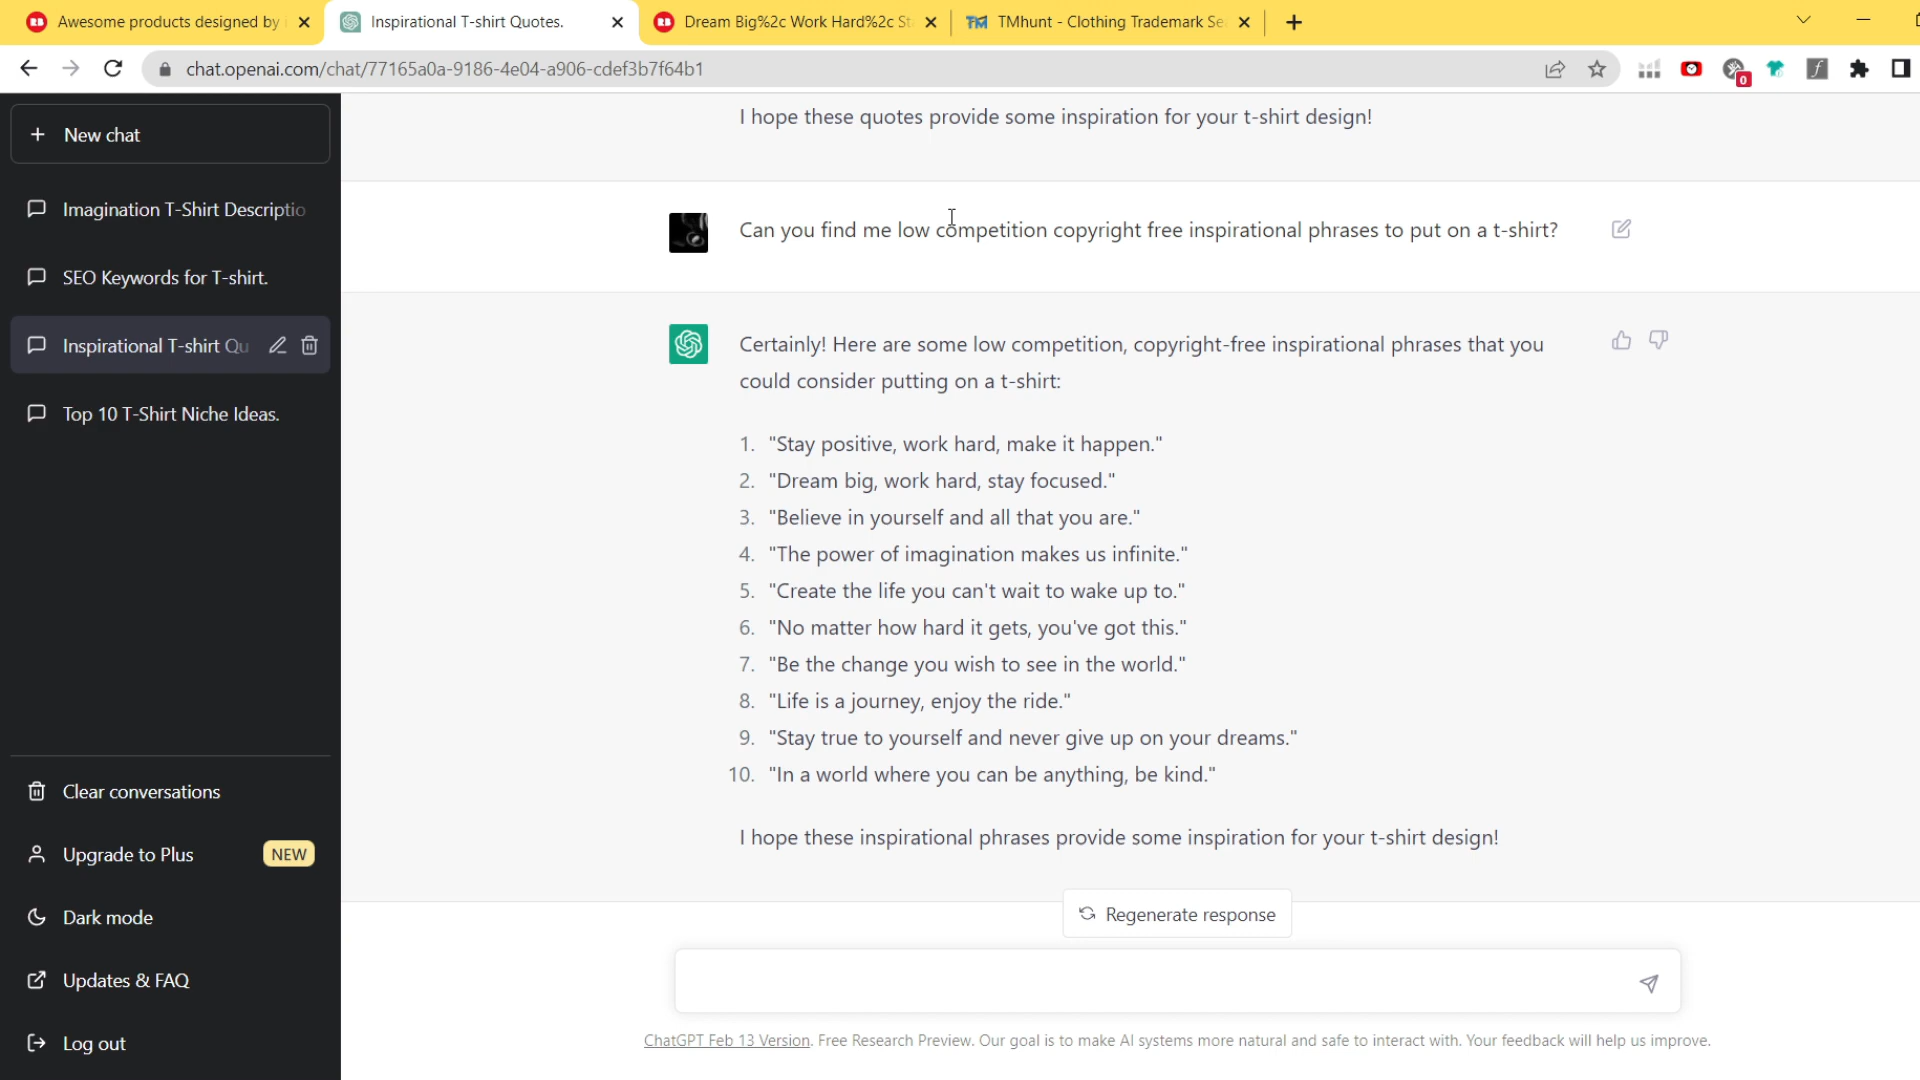 Awesome products designed by
Inspirational T-shirt Quotes.
Dream Big%2c Work Hard%2c St
TMhunt - Clothing Trademark Se
chat.openai.com/chat/77165a0a-9186-4e04-a906-cdef3b7f64b1
0
New chat
Imagination T-Shirt Descriptio
SEO Keywords for T-shirt.
Inspirational T-shirt Qu
Top 10 T-Shirt Niche Ideas.
Clear conversations
Upgrade to Plus NEW
Dark mode
Updates & FAQ
Log out
I hope these quotes provide some inspiration for your t-shirt design!
Can you find me low competition copyright free inspirational phrases to put on a t-shirt?
Certainly! Here are some low competition, copyright-free inspirational phrases that you
could consider putting on a t-shirt:
1. "Stay positive, work hard, make it happen."
2. "Dream big, work hard, stay focused."
3. "Believe in yourself and all that you are."
4. "The power of imagination makes us infinite."
5. "Create the life you can't wait to wake up to."
6. "No matter how hard it gets, you've got this."
7. "Be the change you wish to see in the world."
8. "Life is a journey, enjoy the ride."
9. "Stay true to yourself and never give up on your dreams."
10. "In a world where you can be anything, be kind."
I hope these inspirational phrases provide some inspiration for your t-shirt design!
Regenerate response
ChatGPT Feb 13 Version. Free Research Preview. Our goal is to make AI systems more natural and safe to interact with. Your feedback will help us improve.